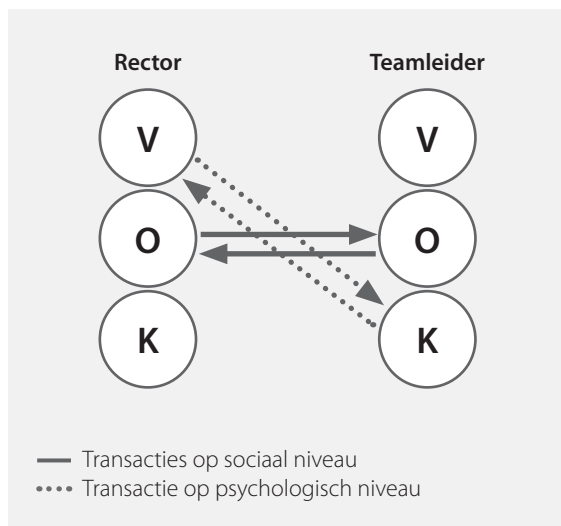 Rector Teamleider
V V
O O
K K
Transacties op sociaal niveau
Transactie op psychologisch niveau